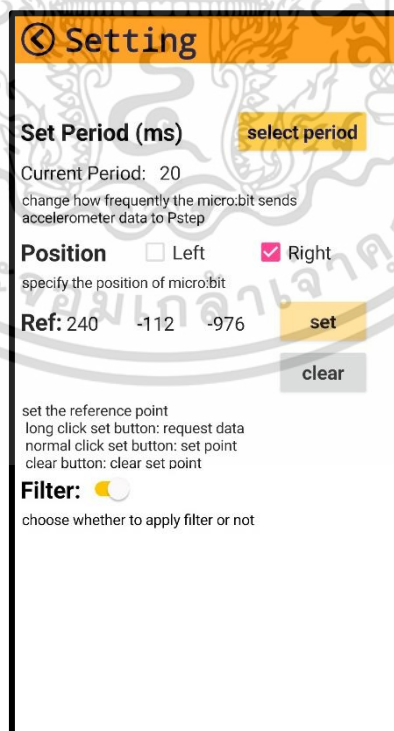 Setting
Set Period (ms) select period
Current Period: 20
change how frequently the micro:bit sends
accelerometer data to Pstep
Position Left Right
specify the position of micro:bit
Ref: 240 -112 -976 set
clear
set the reference point
long click set button: request data
normal click set button: set point
clear button: clear set point
Filter:
choose whether to apply filter or not